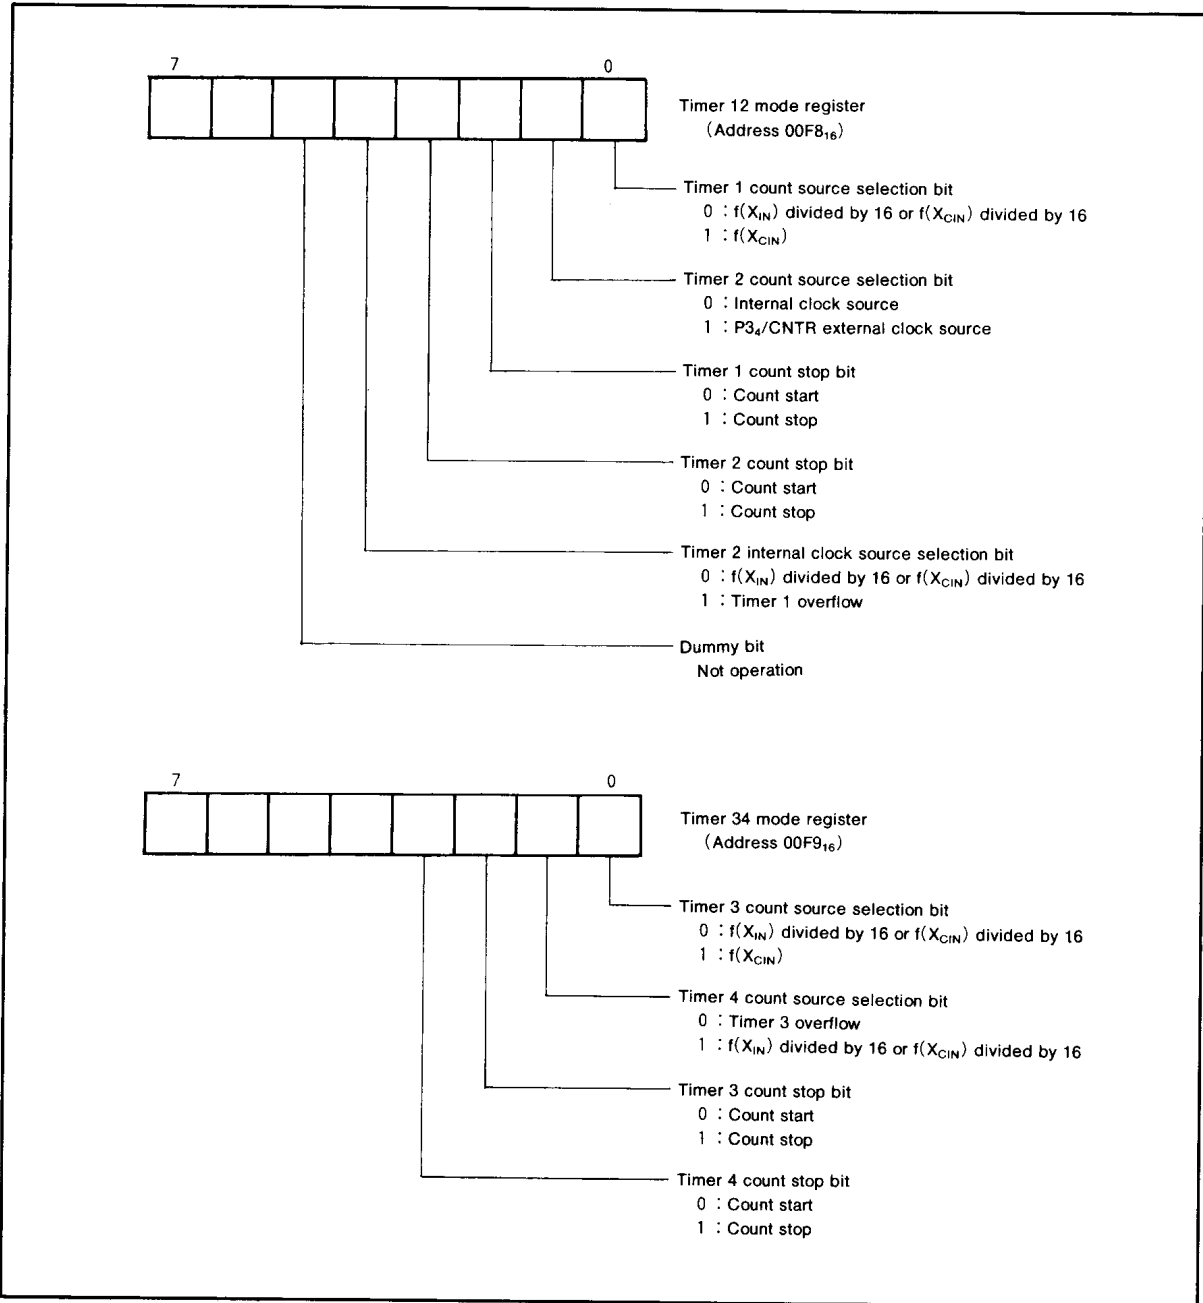 7 0
Timer 12 mode register
(Address 00F8₁₆)
Timer 1 count source selection bit
0 : f(X_IN) divided by 16 or f(X_CIN) divided by 16
1 : f(X_CIN)
Timer 2 count source selection bit
0 : Internal clock source
1 : P3₄/CNTR external clock source
Timer 1 count stop bit
0 : Count start
1 : Count stop
Timer 2 count stop bit
0 : Count start
1 : Count stop
Timer 2 internal clock source selection bit
0 : f(X_IN) divided by 16 or f(X_CIN) divided by 16
1 : Timer 1 overflow
Dummy bit
Not operation
7 0
Timer 34 mode register
(Address 00F9₁₆)
Timer 3 count source selection bit
0 : f(X_IN) divided by 16 or f(X_CIN) divided by 16
1 : f(X_CIN)
Timer 4 count source selection bit
0 : Timer 3 overflow
1 : f(X_IN) divided by 16 or f(X_CIN) divided by 16
Timer 3 count stop bit
0 : Count start
1 : Count stop
Timer 4 count stop bit
0 : Count start
1 : Count stop